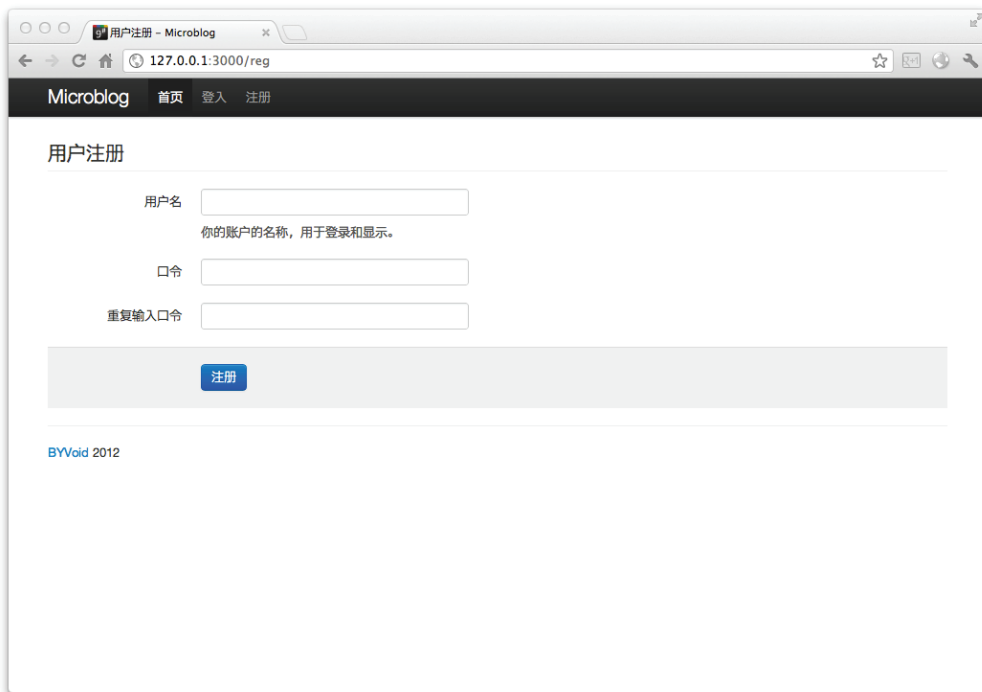 用户注册 – Microblog
127.0.0.1:3000/reg
Microblog 首页 登入 注册
用户注册
用户名
你的账户的名称，用于登录和显示。
口令
重复输入口令
注册
BYVoid 2012